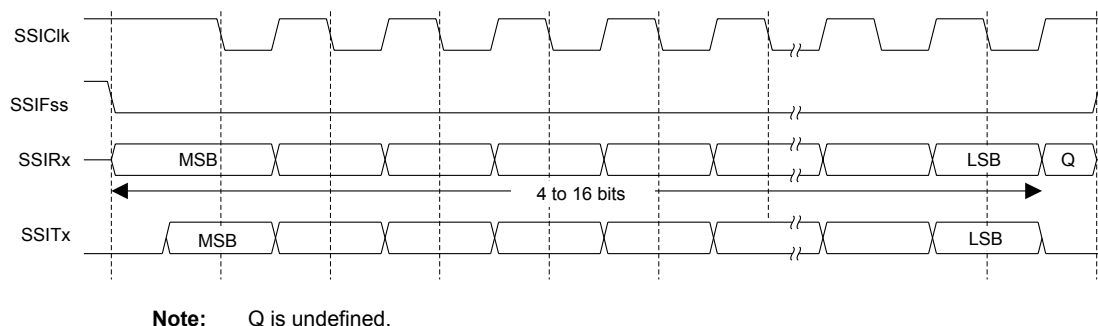 SSIClk
SSIFss
SSIRx MSB LSB Q
4 to 16 bits
SSITx MSB LSB
Note: Q is undefined.